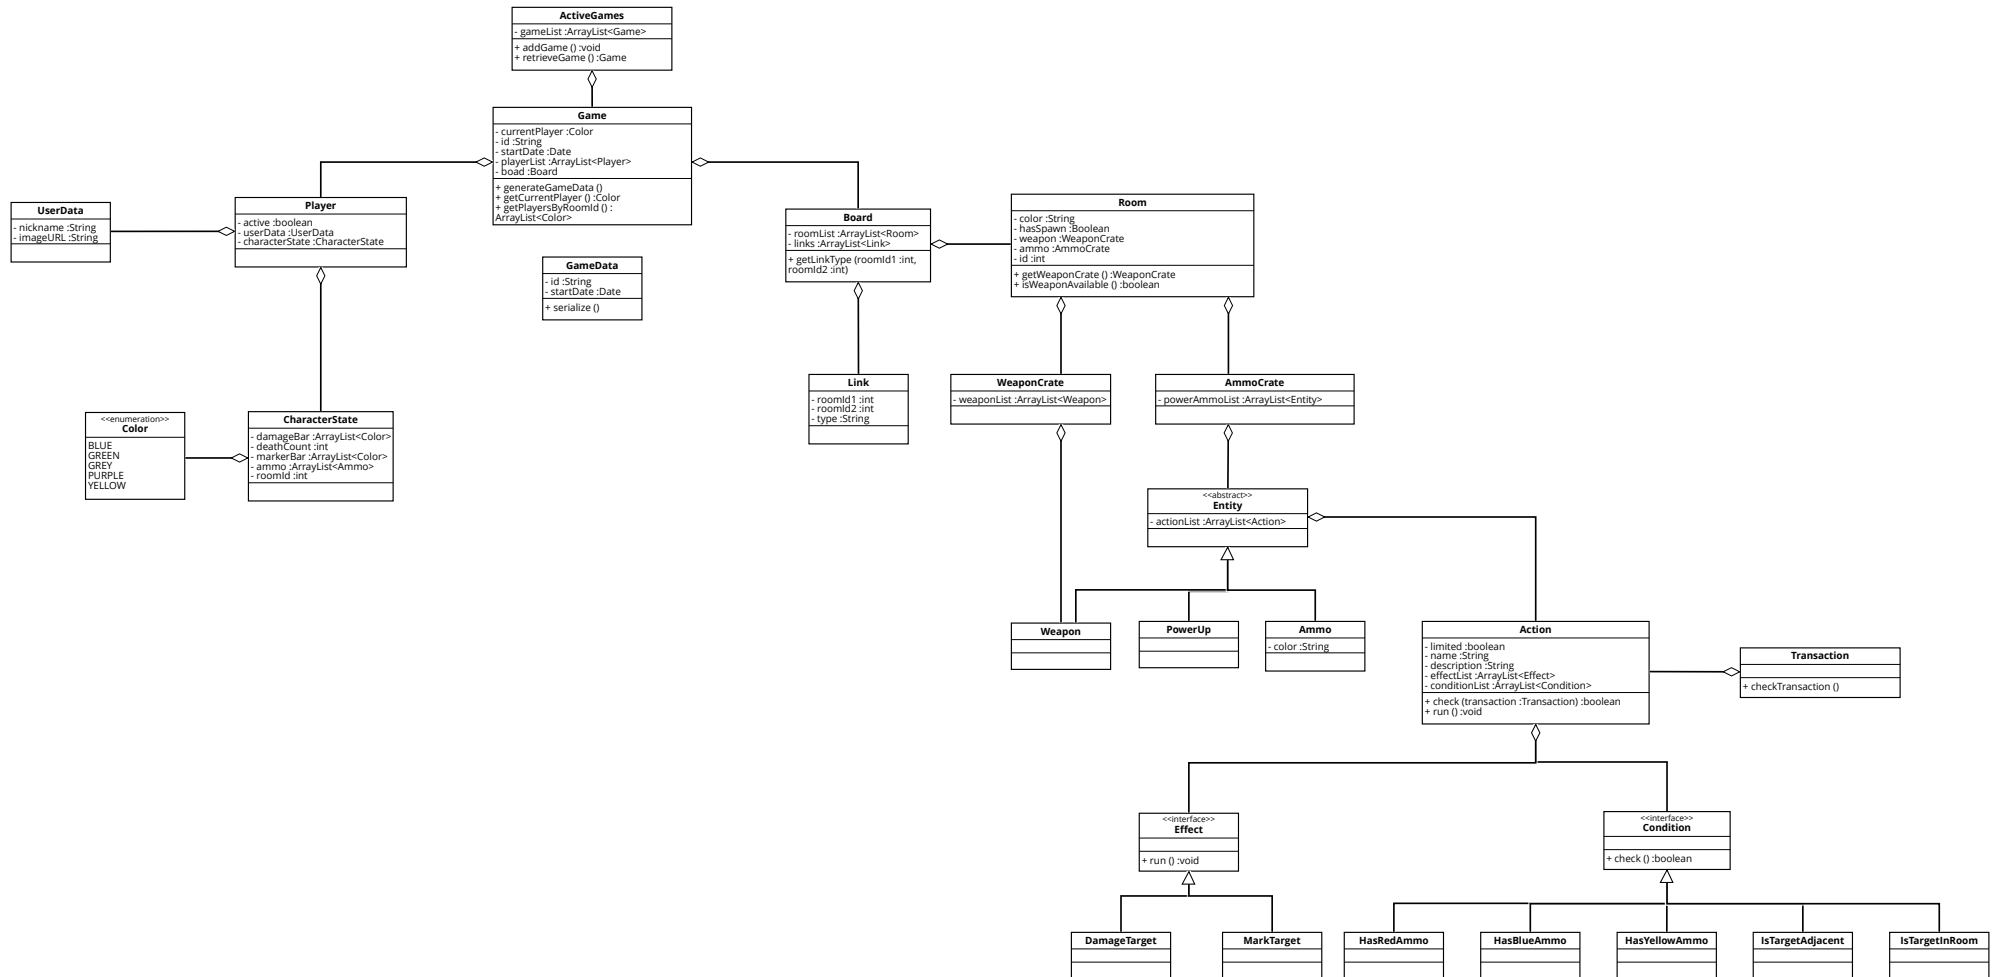 ActiveGames
- gameList :ArrayList<Game>
+ addGame () :void
+ retrieveGame () :Game
Game
- currentPlayer :Color
- id :String
- startDate :Date
- playerList :ArrayList<Player>
- boad :Board
+ generateGameData ()
+ getCurrentPlayer () :Color
+ getPlayersByRoomId () :
ArrayList<Color>
UserData
- nickname :String
- imageURL :String
Player
- active :boolean
- userData :UserData
- characterState :CharacterState
GameData
- id :String
- startDate :Date
+ serialize ()
Board
- roomList :ArrayList<Room>
- links :ArrayList<Link>
+ getLinkType (roomId1 :int,
roomId2 :int)
Room
- color :String
- hasSpawn :Boolean
- weapon :WeaponCrate
- ammo :AmmoCrate
- id :int
+ getWeaponCrate () :WeaponCrate
+ isWeaponAvailable () :boolean
Link
- roomId1 :int
- roomId2 :int
- type :String
WeaponCrate
- weaponList :ArrayList<Weapon>
AmmoCrate
- powerAmmoList :ArrayList<Entity>
<<enumeration>>
Color
BLUE
GREEN
GREY
PURPLE
YELLOW
CharacterState
- damageBar :ArrayList<Color>
- deathCount :int
- markerBar :ArrayList<Color>
- ammo :ArrayList<Ammo>
- roomId :int
<<abstract>>
Entity
- actionList :ArrayList<Action>
Weapon
PowerUp
Ammo
- color :String
Action
- limited :boolean
- name :String
- description :String
- effectList :ArrayList<Effect>
- conditionList :ArrayList<Condition>
+ check (transaction :Transaction) :boolean
+ run () :void
Transaction
+ checkTransaction ()
<<interface>>
Effect
+ run () :void
<<interface>>
Condition
+ check () :boolean
DamageTarget
MarkTarget
HasRedAmmo
HasBlueAmmo
HasYellowAmmo
IsTargetAdjacent
IsTargetInRoom